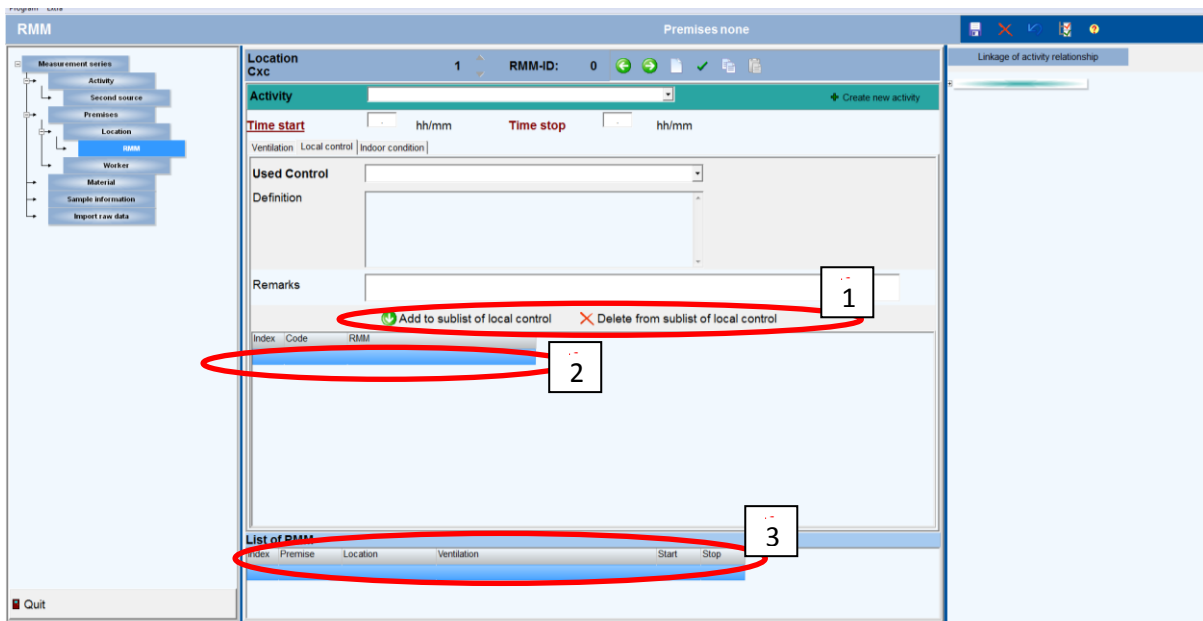 Program Extra
RMM Premises none
Measurement series
Activity
Second source
Premises
Location
RMM
Worker
Material
Sample information
Import raw data
Quit
Location
Cxc 1 RMM-ID: 0
Activity Create new activity
Time start hh/mm Time stop hh/mm
Ventilation Local control Indoor condition
Used Control
Definition
Remarks
1
Add to sublist of local control Delete from sublist of local control
Index Code RMM
2
3
List of RMM
Index Premise Location Ventilation Start Stop
Linkage of activity relationship